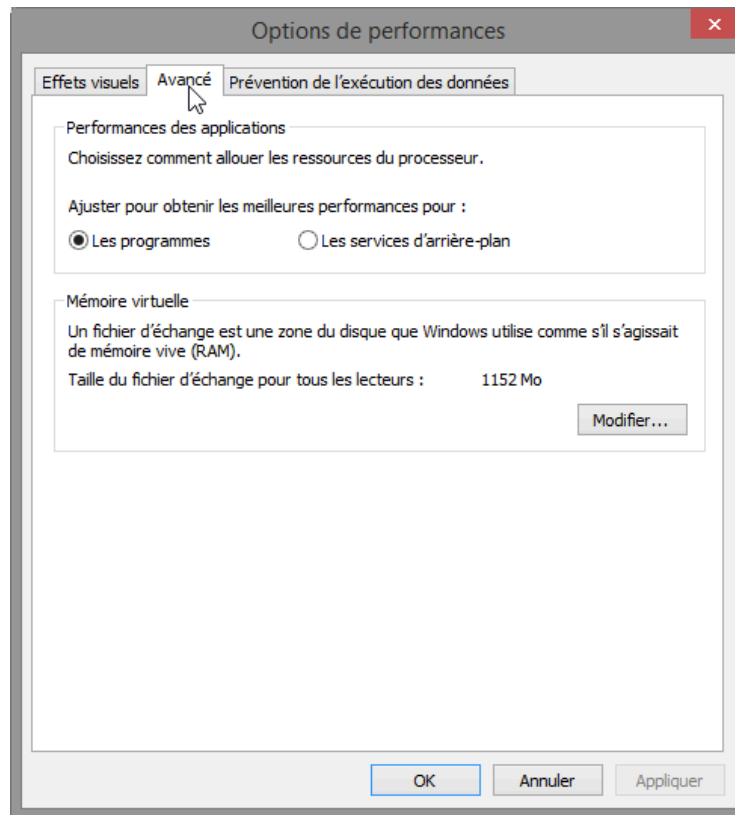 Options de performances
Effets visuels
Avancé
Prévention de l'exécution des données
Performances des applications
Choisissez comment allouer les ressources du processeur.
Ajuster pour obtenir les meilleures performances pour :
Les programmes
Les services d'arrière-plan
Mémoire virtuelle
Un fichier d'échange est une zone du disque que Windows utilise comme s'il s'agissait
de mémoire vive (RAM).
Taille du fichier d'échange pour tous les lecteurs :
1152 Mo
Modifier...
OK
Annuler
Appliquer